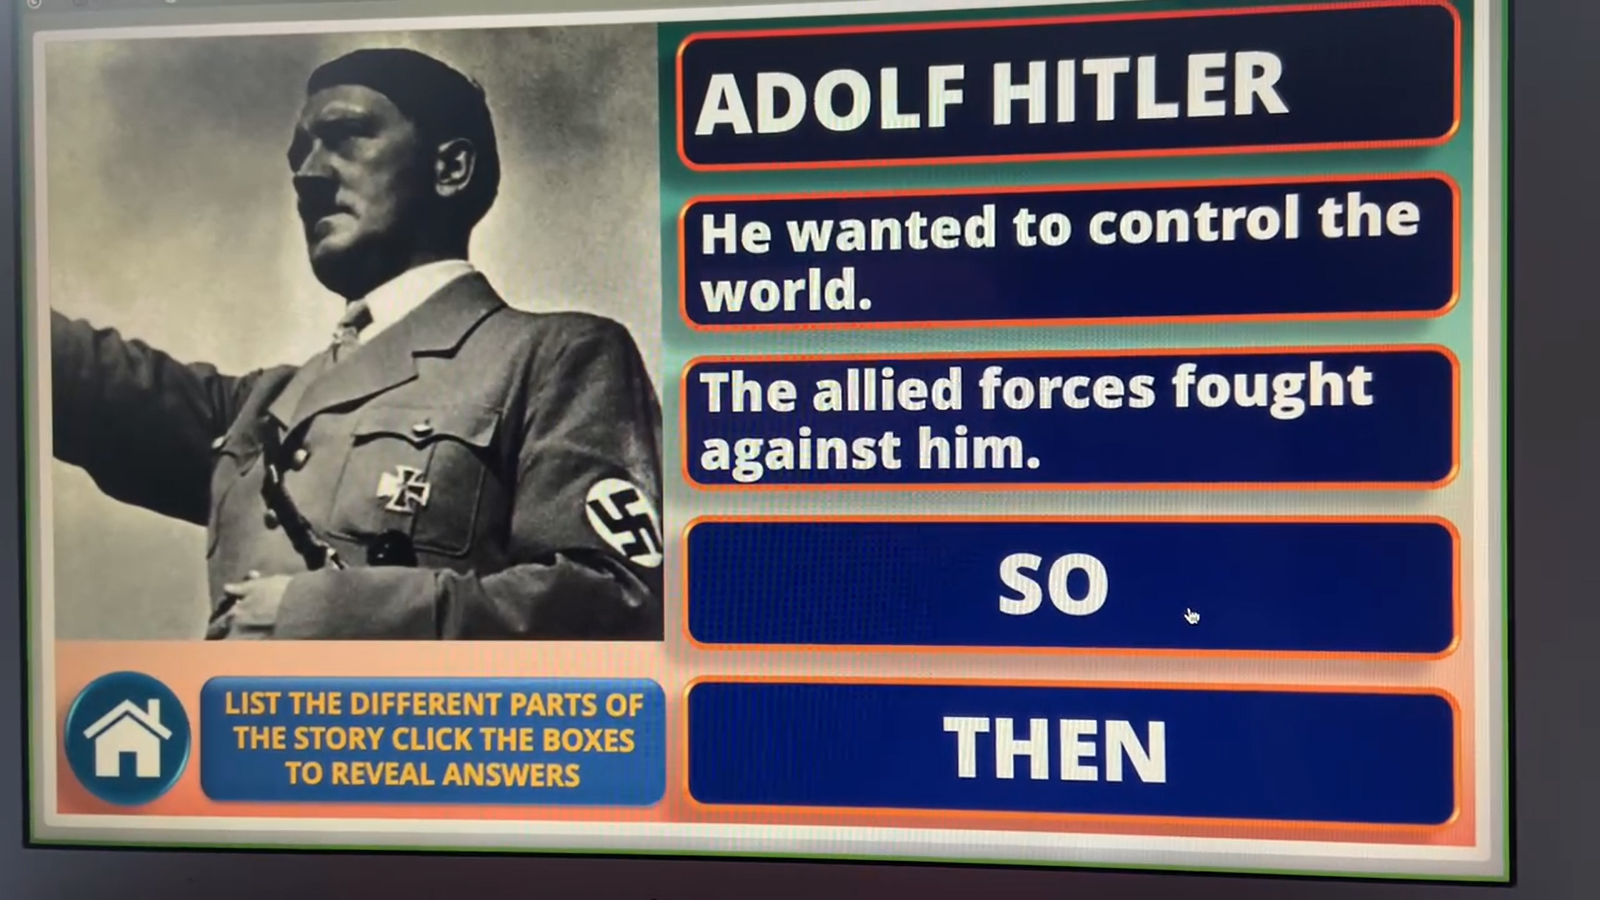 ADOLF HITLER
He wanted to control the
world.
The allied forces fought
against him.
SO
THEN
LIST THE DIFFERENT PARTS OF
THE STORY CLICK THE BOXES
TO REVEAL ANSWERS